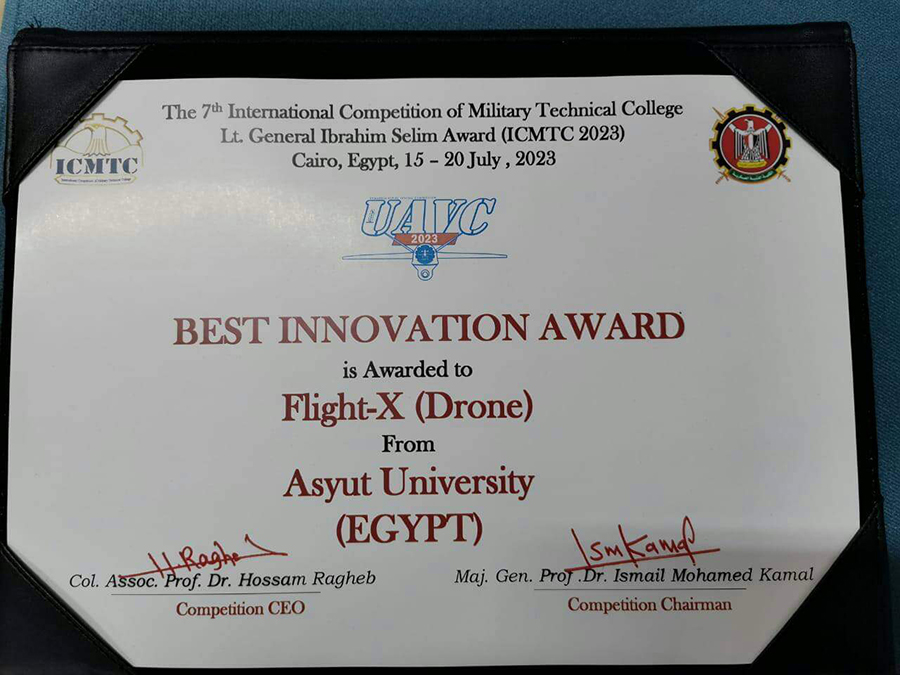 The 7th International Competition of Military Technical College
Lt. General Ibrahim Selim Award (ICMTC 2023)
Cairo, Egypt, 15 – 20 July , 2023
ICMTC
UAVC
2023
BEST INNOVATION AWARD
is Awarded to
Flight-X (Drone)
From
Asyut University
(EGYPT)
H.Ragheb
IsmKamal
Col. Assoc. Prof. Dr. Hossam Ragheb
Maj. Gen. Prof .Dr. Ismail Mohamed Kamal
Competition CEO
Competition Chairman